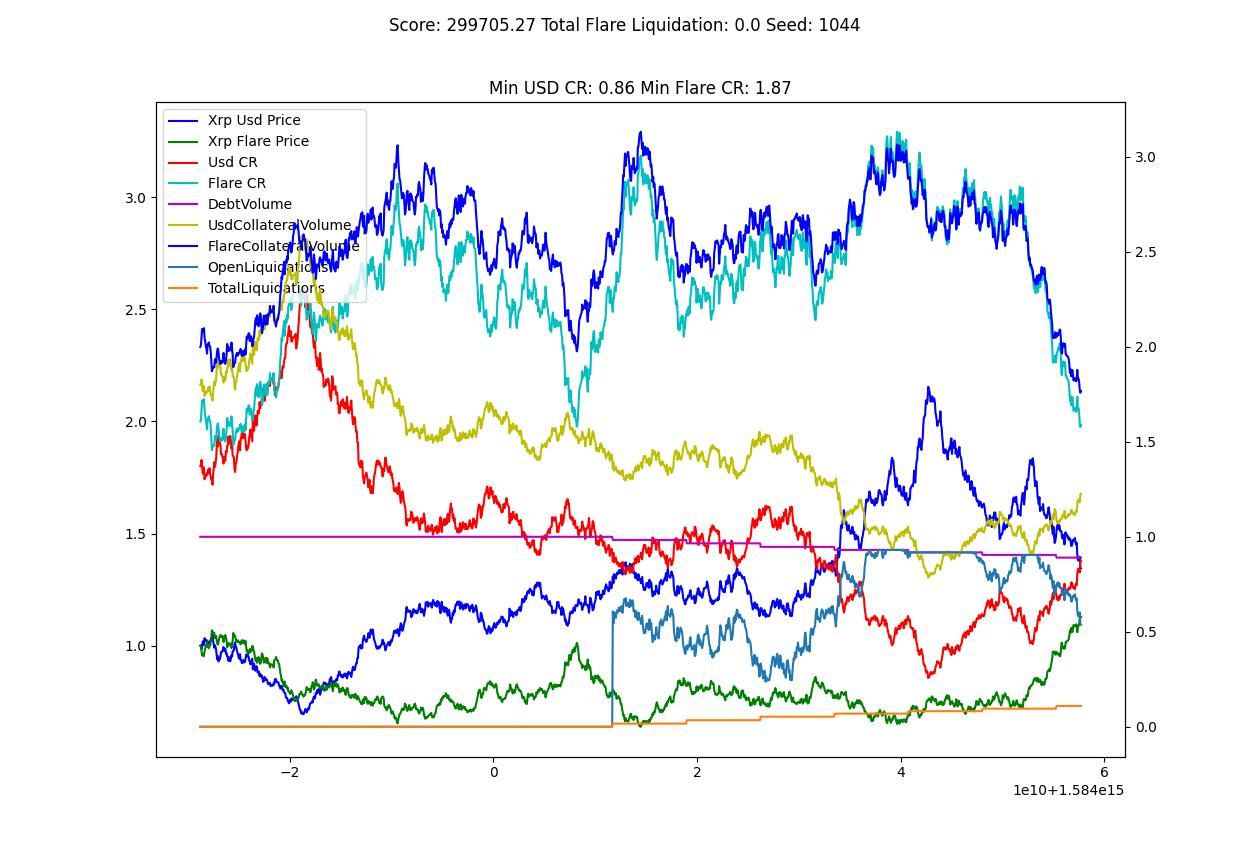 Score: 299705.27 Total Flare Liquidation: 0.0 Seed: 1044
Min USD CR: 0.86 Min Flare CR: 1.87
Xrp Usd Price
Xrp Flare Price
Usd CR
Flare CR
DebtVolume
UsdCollateralVolume
FlareCollateralVolume
OpenLiquidations
TotalLiquidations
3.0
2.5
2.0
1.5
1.0
3.0
2.5
2.0
1.5
1.0
0.5
0.0
−2 0 2 4 6
1e10+1.584e15